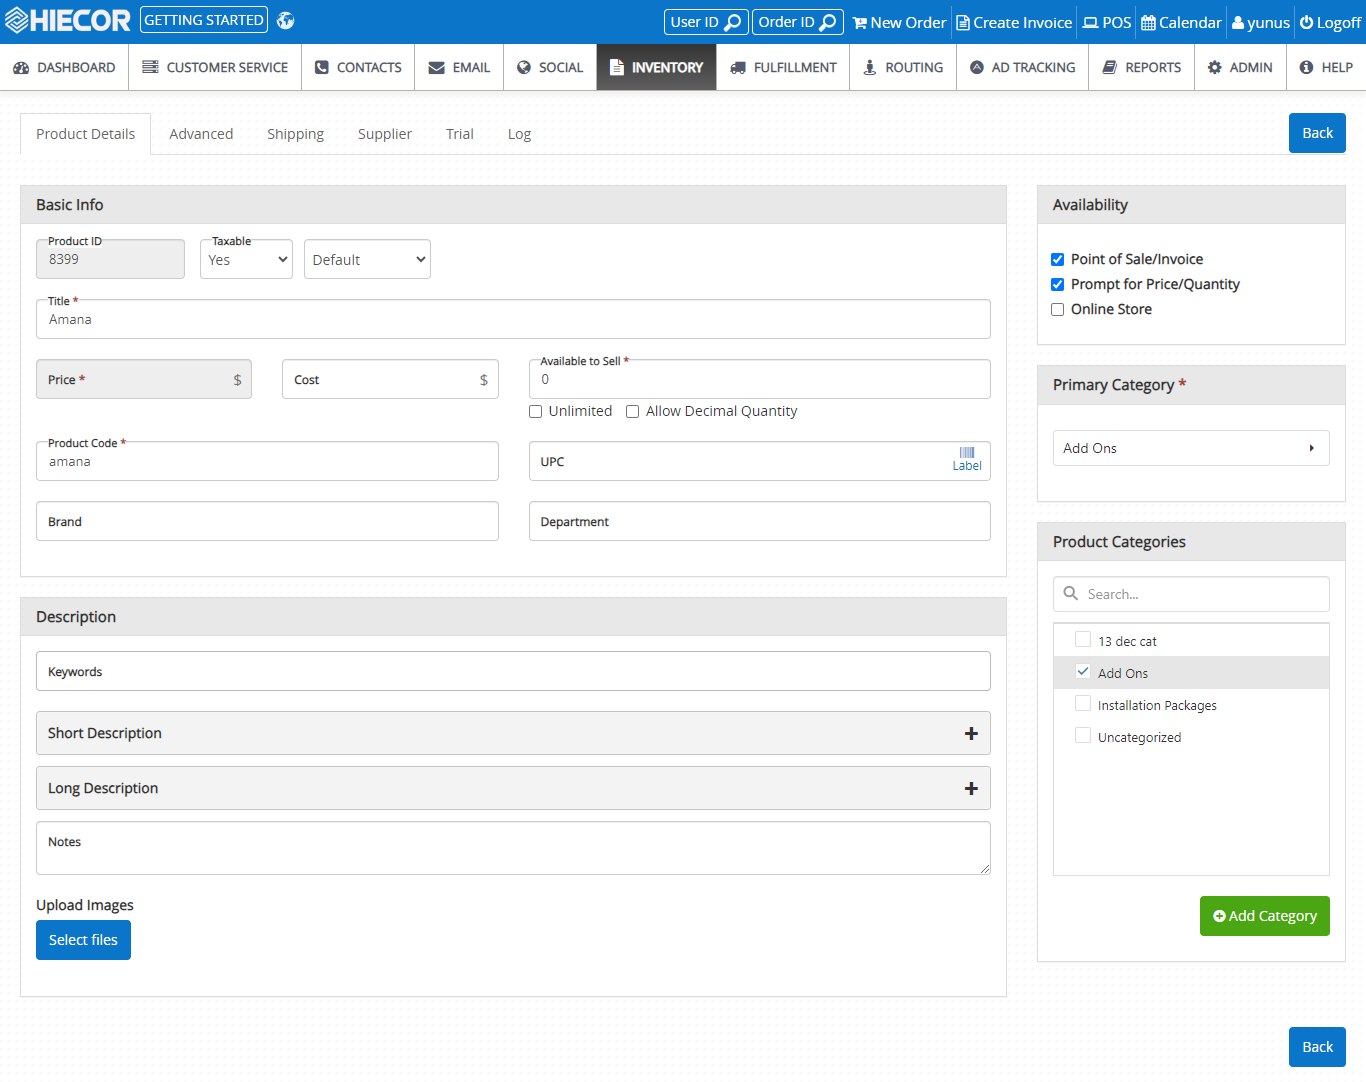 HIECOR GETTING STARTED User ID Order ID New Order Create Invoice POS Calendar yunus Logoff
DASHBOARD CUSTOMER SERVICE CONTACTS EMAIL SOCIAL INVENTORY FULFILLMENT ROUTING AD TRACKING REPORTS ADMIN HELP
Product Details Advanced Shipping Supplier Trial Log Back
Basic Info
Product ID Taxable
8399 Yes Default
Title *
Amana
Available to Sell *
Price * $ Cost $ 0
Unlimited Allow Decimal Quantity
Product Code *
amana UPC Label
Brand Department
Description
Keywords
Short Description +
Long Description +
Notes
Upload Images
Select files
Availability
Point of Sale/Invoice
Prompt for Price/Quantity
Online Store
Primary Category *
Add Ons
Product Categories
Search...
13 dec cat
Add Ons
Installation Packages
Uncategorized
Add Category
Back